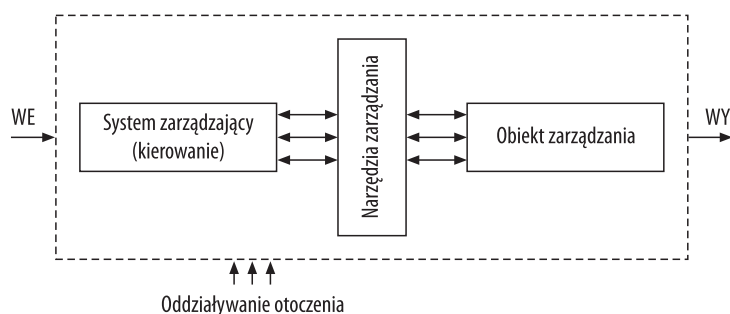 WE
System zarządzający
(kierowanie)
Narzędzia zarządzania
Obiekt zarządzania
WY
Oddziaływanie otoczenia